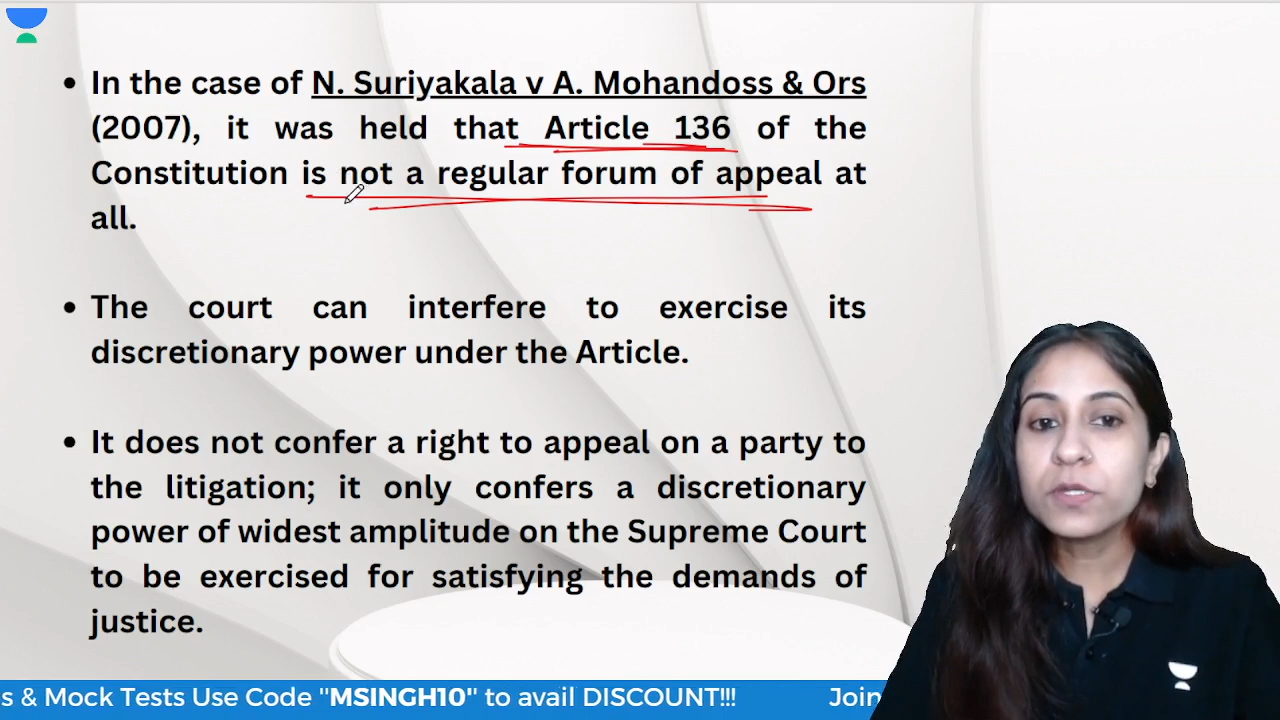 • In the case of N. Suriyakala v A. Mohandoss & Ors
(2007), it was held that Article 136 of the
Constitution is not a regular forum of appeal at
all.
• The court can interfere to exercise its
discretionary power under the Article.
• It does not confer a right to appeal on a party to
the litigation; it only confers a discretionary
power of widest amplitude on the Supreme Court
to be exercised for satisfying the demands of
justice.
s & Mock Tests Use Code "MSINGH10" to avail DISCOUNT!!! Join